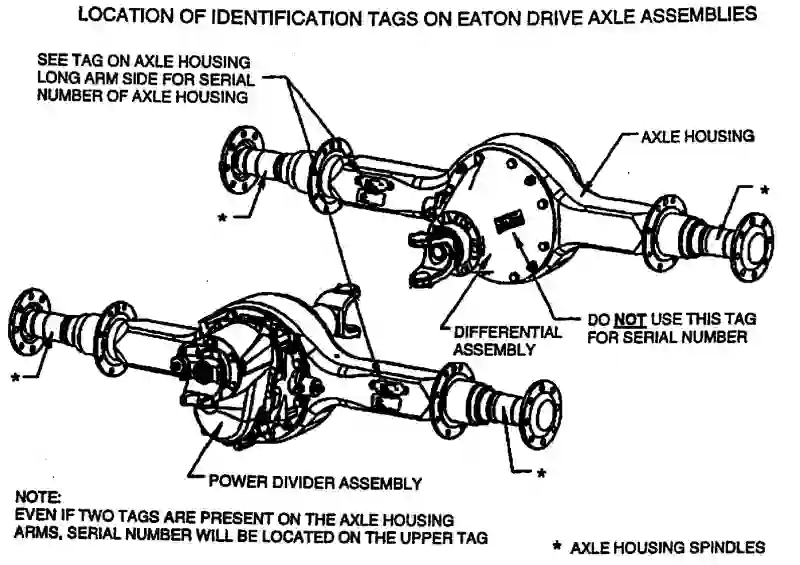 LOCATION OF IDENTIFICATION TAGS ON EATON DRIVE AXLE ASSEMBLIES
SEE TAG ON AXLE HOUSING
LONG ARM SIDE FOR SERIAL
NUMBER OF AXLE HOUSING
AXLE HOUSING
*
*
DIFFERENTIAL
ASSEMBLY
DO NOT USE THIS TAG
FOR SERIAL NUMBER
*
*
POWER DIVIDER ASSEMBLY
NOTE:
EVEN IF TWO TAGS ARE PRESENT ON THE AXLE HOUSING
ARMS, SERIAL NUMBER WILL BE LOCATED ON THE UPPER TAG
* AXLE HOUSING SPINDLES